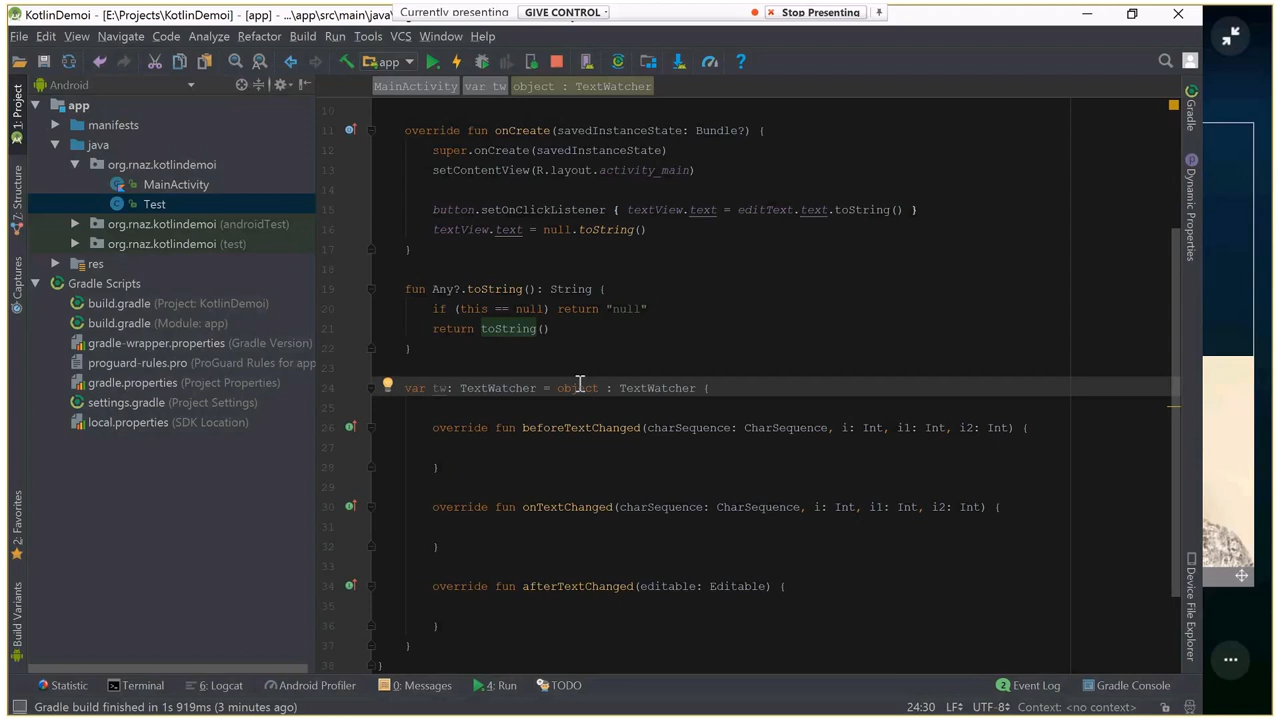 KotlinDemoi - [E:\Projects\KotlinDemoi] - [app] - ...\app\src\main\java\
Currently presenting
GIVE CONTROL
Stop Presenting
File Edit View Navigate Code Analyze Refactor Build Run Tools VCS Window Help
app
Android
MainActivity
var tw
object : TextWatcher
1: Project
7: Structure
Captures
2: Favorites
Build Variants
app
manifests
java
org.rnaz.kotlindemoi
MainActivity
Test
org.rnaz.kotlindemoi (androidTest)
org.rnaz.kotlindemoi (test)
res
Gradle Scripts
build.gradle (Project: KotlinDemoi)
build.gradle (Module: app)
gradle-wrapper.properties (Gradle Version)
proguard-rules.pro (ProGuard Rules for app)
gradle.properties (Project Properties)
settings.gradle (Project Settings)
local.properties (SDK Location)
10
11 override fun onCreate(savedInstanceState: Bundle?) {
12 super.onCreate(savedInstanceState)
13 setContentView(R.layout.activity_main)
14
15 button.setOnClickListener { textView.text = editText.text.toString() }
16 textView.text = null.toString()
17 }
18
19 fun Any?.toString(): String {
20 if (this == null) return "null"
21 return toString()
22 }
23
24 var tw: TextWatcher = object : TextWatcher {
25
26 override fun beforeTextChanged(charSequence: CharSequence, i: Int, i1: Int, i2: Int) {
27
28 }
29
30 override fun onTextChanged(charSequence: CharSequence, i: Int, i1: Int, i2: Int) {
31
32 }
33
34 override fun afterTextChanged(editable: Editable) {
35
36 }
37 }
38 }
Gradle
Dynamic Properties
Device File Explorer
Statistic
Terminal
6: Logcat
Android Profiler
0: Messages
4: Run
TODO
2 Event Log
Gradle Console
Gradle build finished in 1s 919ms (3 minutes ago)
24:30 LF÷ UTF-8÷ Context: <no context>